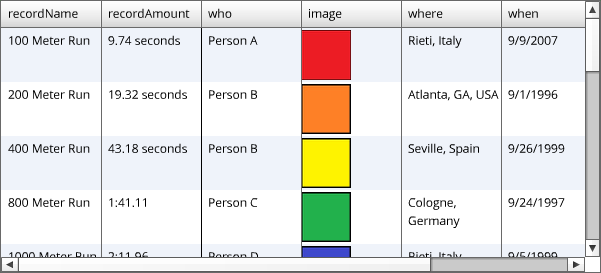 recordName recordAmount who image where when
100 Meter Run 9.74 seconds Person A Rieti, Italy 9/9/2007
200 Meter Run 19.32 seconds Person B Atlanta, GA, USA 9/1/1996
400 Meter Run 43.18 seconds Person B Seville, Spain 9/26/1999
800 Meter Run 1:41.11 Person C Cologne, 9/24/1997
Germany
1000 Meter Run 2:11.96 Person D Rieti, Italy 9/5/1999